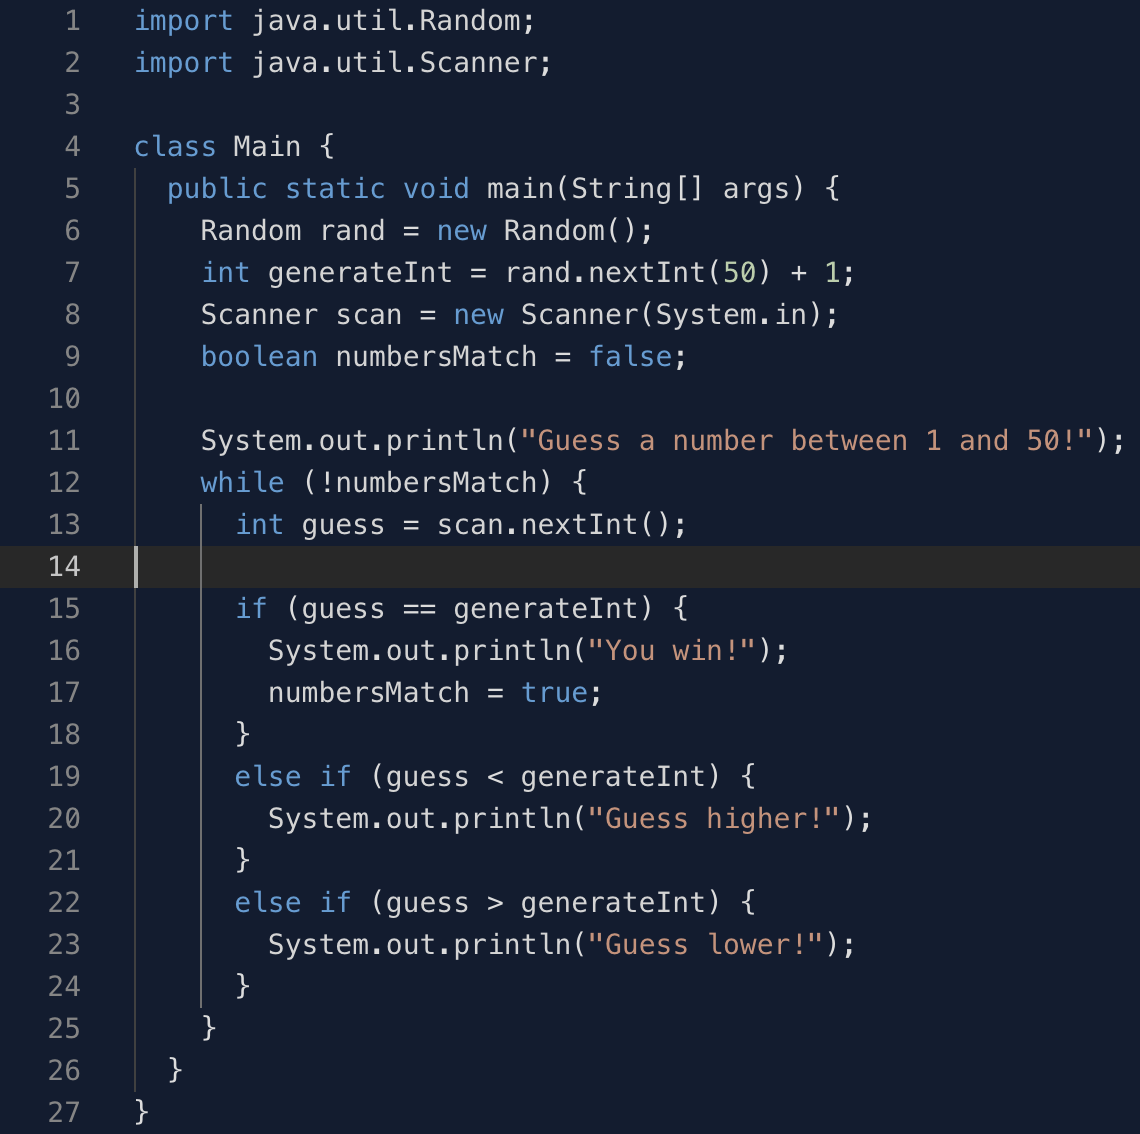 1 import java.util.Random;
2 import java.util.Scanner;
3
4 class Main {
5   public static void main(String[] args) {
6     Random rand = new Random();
7     int generateInt = rand.nextInt(50) + 1;
8     Scanner scan = new Scanner(System.in);
9     boolean numbersMatch = false;
10
11     System.out.println("Guess a number between 1 and 50!");
12     while (!numbersMatch) {
13       int guess = scan.nextInt();
14
15       if (guess == generateInt) {
16         System.out.println("You win!");
17         numbersMatch = true;
18       }
19       else if (guess < generateInt) {
20         System.out.println("Guess higher!");
21       }
22       else if (guess > generateInt) {
23         System.out.println("Guess lower!");
24       }
25     }
26   }
27 }